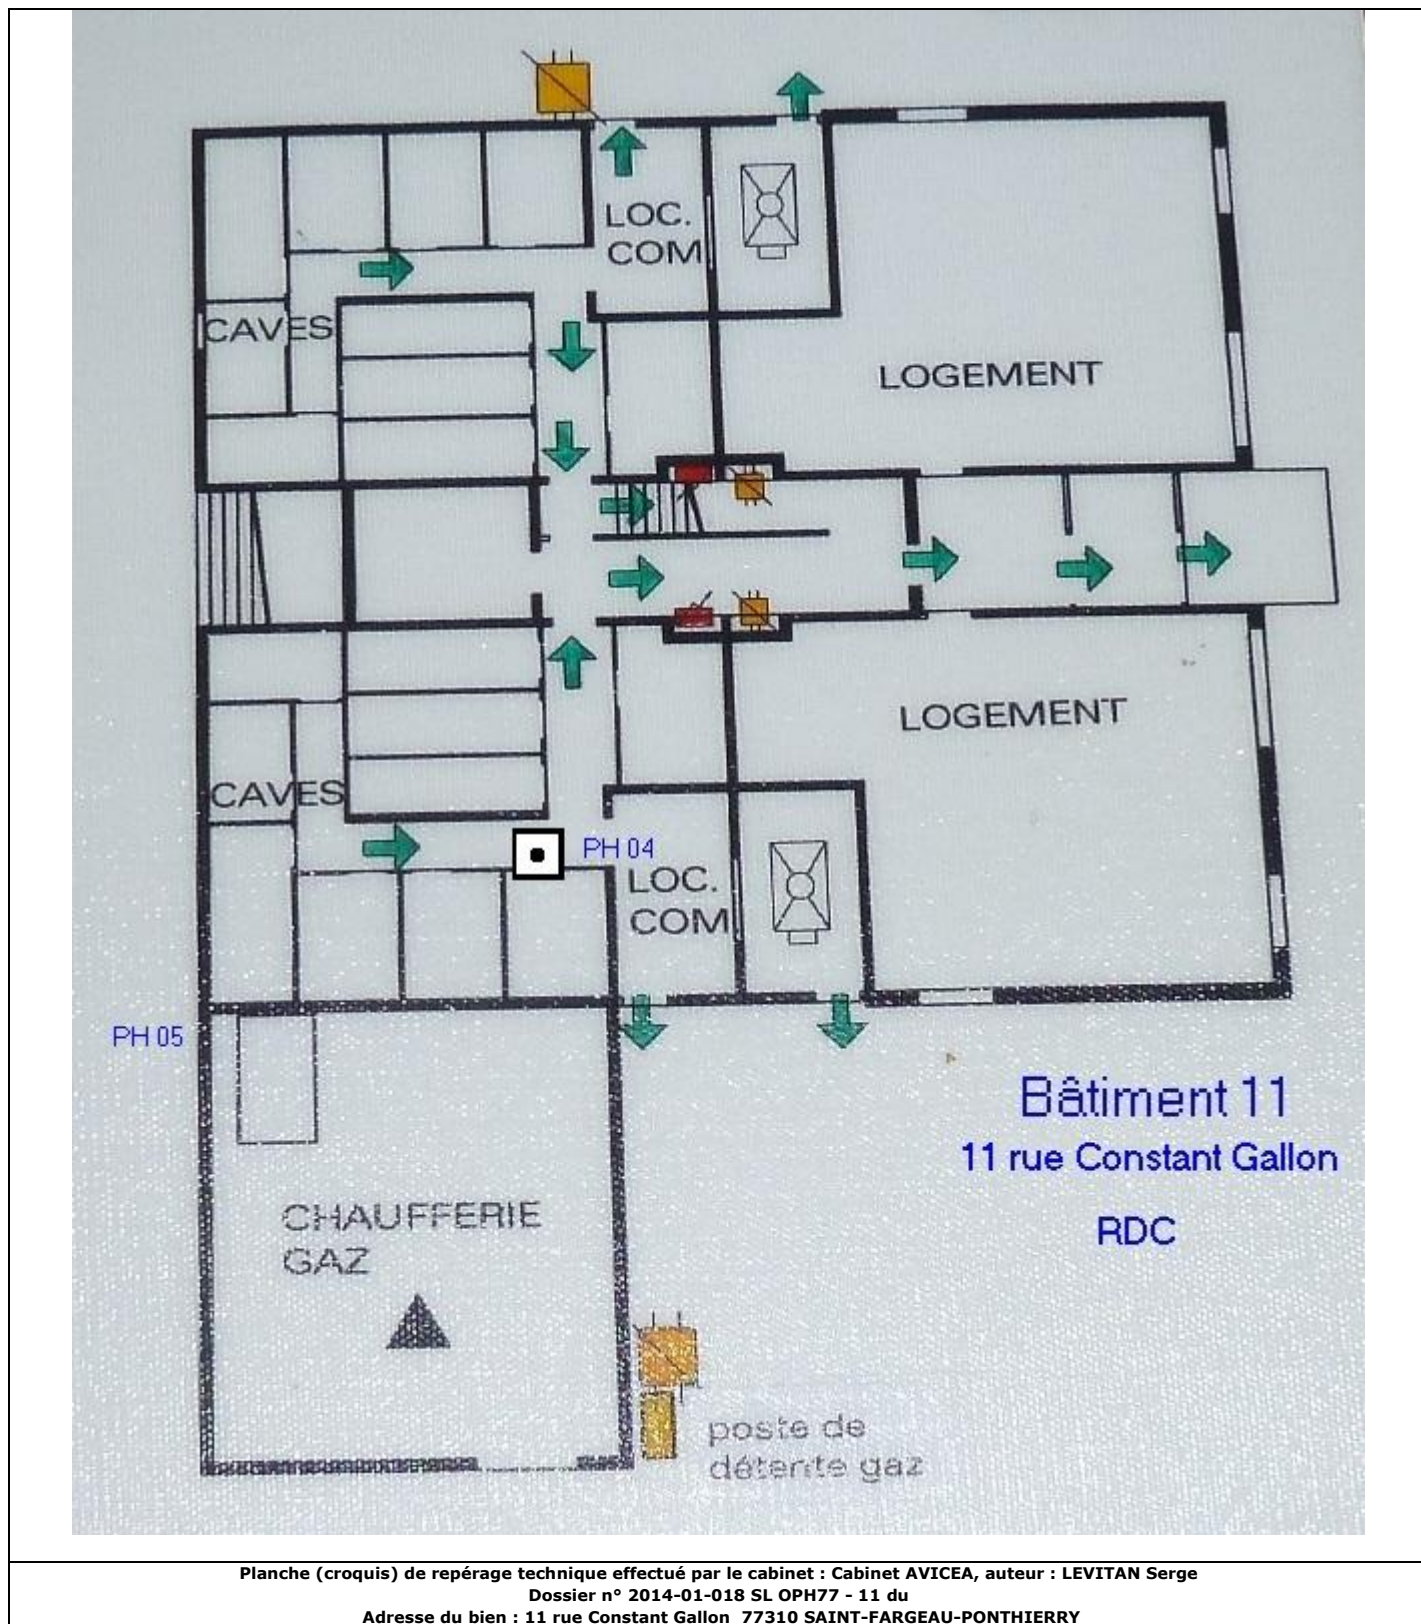 LOC.
COM
CAVES
LOGEMENT
LOGEMENT
CAVES
PH 04
LOC.
COM
PH 05
Bâtiment 11
11 rue Constant Gallon
RDC
CHAUFFERIE
GAZ
poste de
détente gaz
Planche (croquis) de repérage technique effectué par le cabinet : Cabinet AVICEA, auteur : LEVITAN Serge
Dossier n° 2014-01-018 SL OPH77 - 11 du
Adresse du bien : 11 rue Constant Gallon 77310 SAINT-FARGEAU-PONTHIERRY